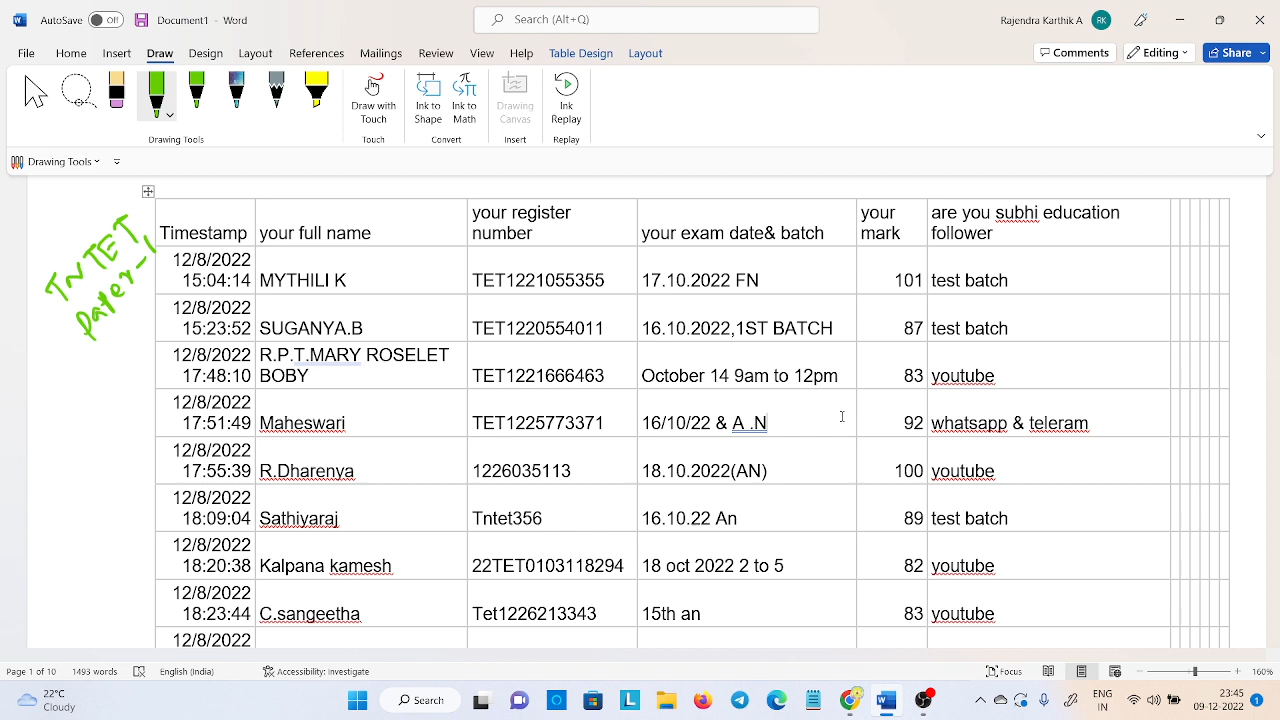 AutoSave Off Document1 - Word Search (Alt+Q) Rajendra Karthik A RK
File Home Insert Draw Design Layout References Mailings Review View Help Table Design Layout Comments Editing Share
Draw with Touch
Ink to Shape
Ink to Math
Drawing Canvas
Ink Replay
Drawing Tools Touch Convert Insert Replay
Drawing Tools
TNTET
paper-1
Timestamp your full name your register number your exam date& batch your mark are you subhi education follower
12/8/2022 15:04:14 MYTHILI K TET1221055355 17.10.2022 FN 101 test batch
12/8/2022 15:23:52 SUGANYA.B TET1220554011 16.10.2022,1ST BATCH 87 test batch
12/8/2022 17:48:10 R.P.T.MARY ROSELET BOBY TET1221666463 October 14 9am to 12pm 83 youtube
12/8/2022 17:51:49 Maheswari TET1225773371 16/10/22 & A .N 92 whatsapp & teleram
12/8/2022 17:55:39 R.Dharenya 1226035113 18.10.2022(AN) 100 youtube
12/8/2022 18:09:04 Sathiyaraj Tntet356 16.10.22 An 89 test batch
12/8/2022 18:20:38 Kalpana kamesh 22TET0103118294 18 oct 2022 2 to 5 82 youtube
12/8/2022 18:23:44 C.sangeetha Tet1226213343 15th an 83 youtube
12/8/2022
Page 1 of 10 1493 words English (India) Accessibility: Investigate Focus 160%
22°C Cloudy Search ENG IN 23:45 09-12-2022 1